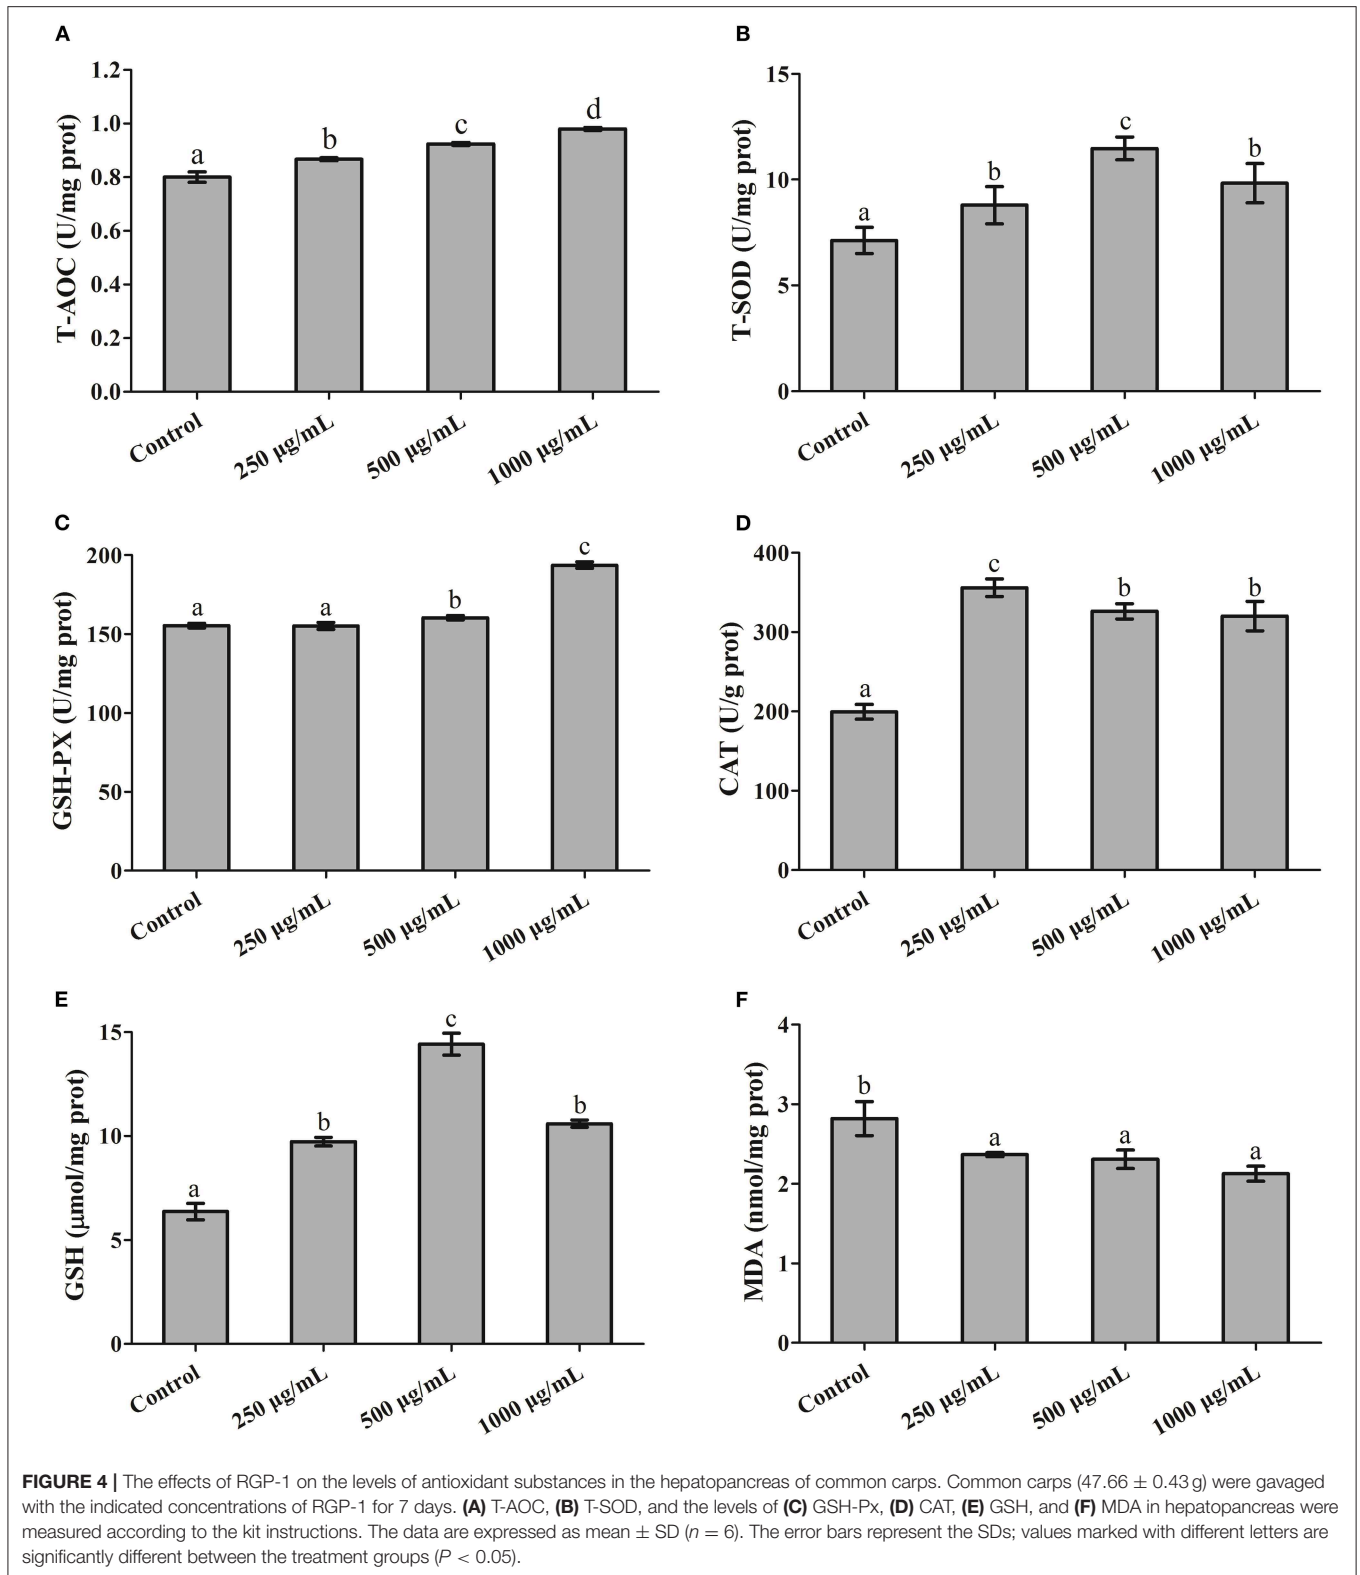 A
T-AOC (U/mg prot)
1.2
1.0
0.8
0.6
0.4
0.2
0.0
a
b
c
d
Control
250 µg/mL
500 µg/mL
1000 µg/mL
B
T-SOD (U/mg prot)
15
10
5
0
a
b
c
b
Control
250 µg/mL
500 µg/mL
1000 µg/mL
C
GSH-PX (U/mg prot)
200
150
100
50
0
a
a
b
c
Control
250 µg/mL
500 µg/mL
1000 µg/mL
D
CAT (U/g prot)
400
300
200
100
0
a
c
b
b
Control
250 µg/mL
500 µg/mL
1000 µg/mL
E
GSH (µmol/mg prot)
15
10
5
0
a
b
c
b
Control
250 µg/mL
500 µg/mL
1000 µg/mL
F
MDA (nmol/mg prot)
4
3
2
1
0
b
a
a
a
Control
250 µg/mL
500 µg/mL
1000 µg/mL
FIGURE 4 | The effects of RGP-1 on the levels of antioxidant substances in the hepatopancreas of common carps. Common carps (47.66 ± 0.43 g) were gavaged
with the indicated concentrations of RGP-1 for 7 days. (A) T-AOC, (B) T-SOD, and the levels of (C) GSH-Px, (D) CAT, (E) GSH, and (F) MDA in hepatopancreas were
measured according to the kit instructions. The data are expressed as mean ± SD (n = 6). The error bars represent the SDs; values marked with different letters are
significantly different between the treatment groups (P < 0.05).